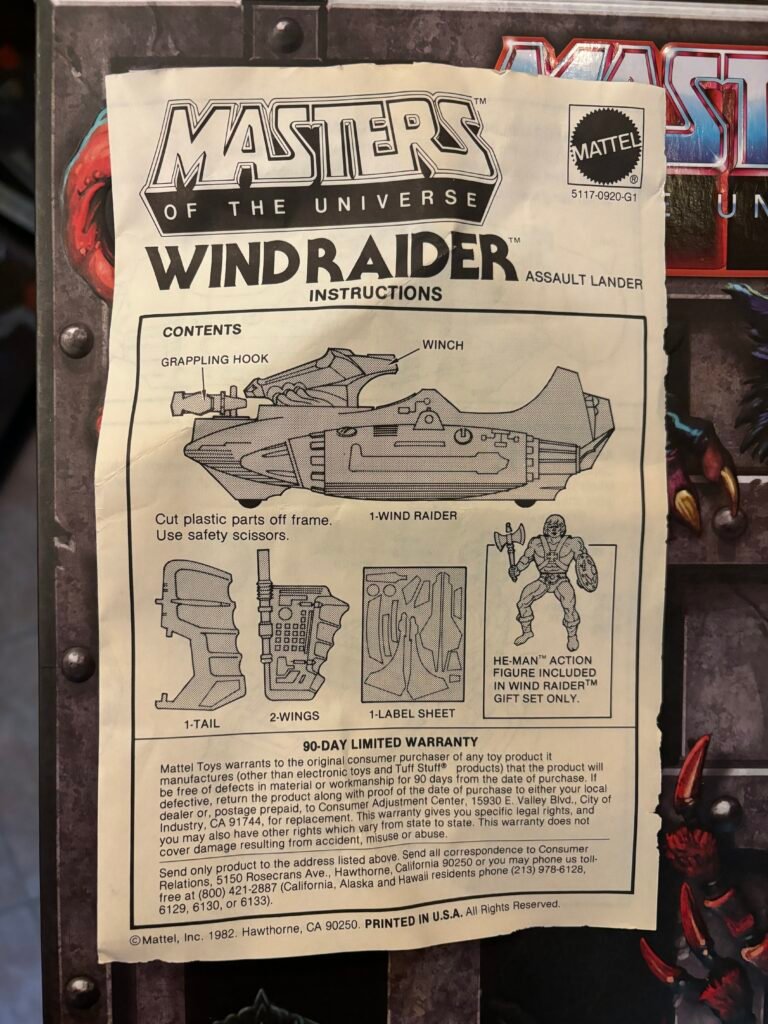 MASTERS™
OF THE UNIVERSE
MATTEL®
5117-0920-G1
WIND RAIDER™ ASSAULT LANDER
INSTRUCTIONS
CONTENTS
GRAPPLING HOOK
WINCH
Cut plastic parts off frame.
Use safety scissors.
1-WIND RAIDER
1-TAIL
2-WINGS
1-LABEL SHEET
HE-MAN™ ACTION
FIGURE INCLUDED
IN WIND RAIDER™
GIFT SET ONLY.
90-DAY LIMITED WARRANTY
Mattel Toys warrants to the original consumer purchaser of any toy product it
manufactures (other than electronic toys and Tuff Stuff® products) that the product will
be free of defects in material or workmanship for 90 days from the date of purchase. If
defective, return the product along with proof of the date of purchase to either your local
dealer or, postage prepaid, to Consumer Adjustment Center, 15930 E. Valley Blvd., City of
Industry, CA 91744, for replacement. This warranty gives you specific legal rights, and
you may also have other rights which vary from state to state. This warranty does not
cover damage resulting from accident, misuse or abuse.
Send only product to the address listed above. Send all correspondence to Consumer
Relations, 5150 Rosecrans Ave., Hawthorne, California 90250 or you may phone us toll-
free at (800) 421-2887 (California, Alaska and Hawaii residents phone (213) 978-6128,
6129, 6130, or 6133).
©Mattel, Inc. 1982. Hawthorne, CA 90250. PRINTED IN U.S.A. All Rights Reserved.
MAST
E UN